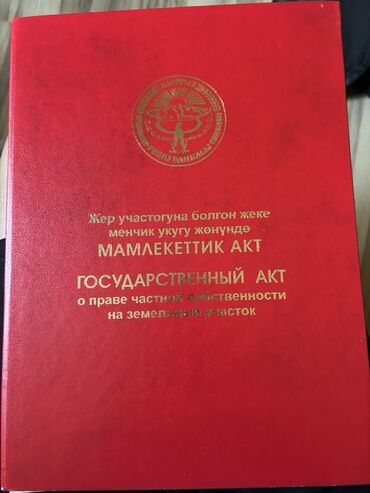 Жер участогуна болгон жеке
менчик укугу жөнүндө
МАМЛЕКЕТТИК АКТ
ГОСУДАРСТВЕННЫЙ АКТ
о праве частной собственности
на земельный участок